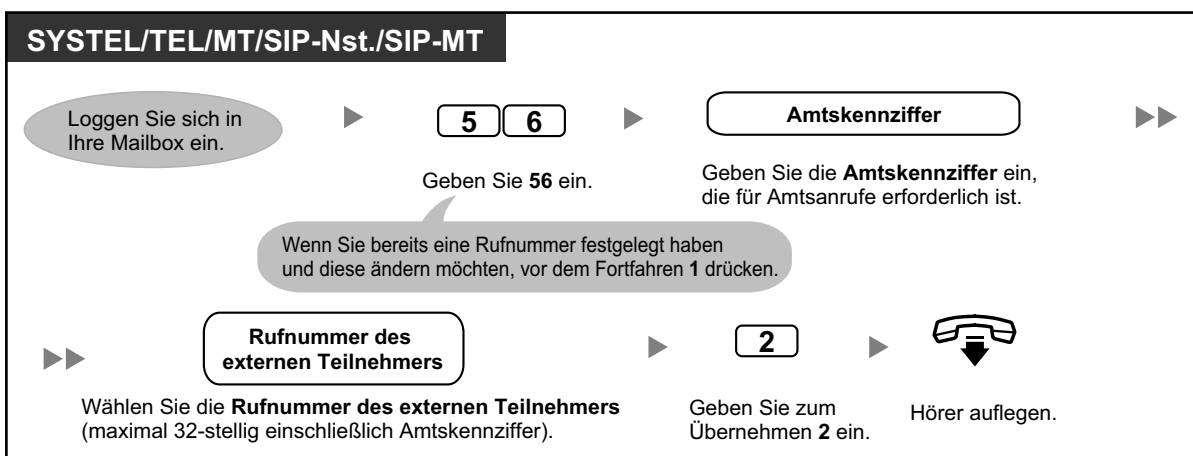 SYSTEL/TEL/MT/SIP-Nst./SIP-MT
Loggen Sie sich in
Ihre Mailbox ein.
5 6
Geben Sie 56 ein.
Amtskennziffer
Geben Sie die Amtskennziffer ein,
die für Amtsanrufe erforderlich ist.
Wenn Sie bereits eine Rufnummer festgelegt haben
und diese ändern möchten, vor dem Fortfahren 1 drücken.
Rufnummer des
externen Teilnehmers
Wählen Sie die Rufnummer des externen Teilnehmers
(maximal 32-stellig einschließlich Amtskennziffer).
2
Geben Sie zum
Übernehmen 2 ein.
Hörer auflegen.